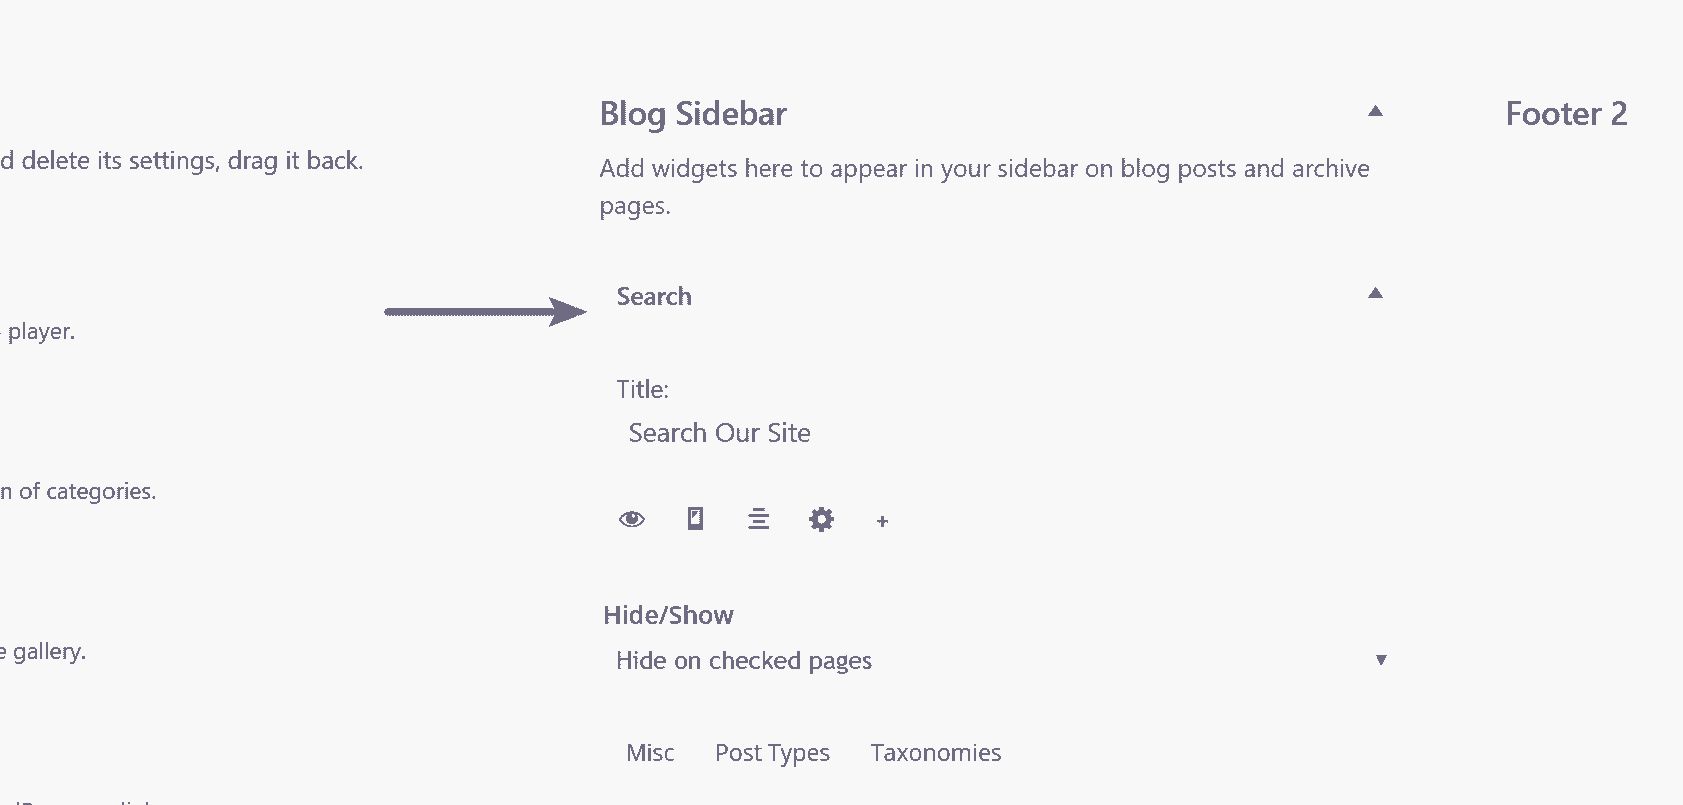 Blog Sidebar
Footer 2
d delete its settings, drag it back.
Add widgets here to appear in your sidebar on blog posts and archive
pages.
Search
player.
Title:
Search Our Site
n of categories.
+
Hide/Show
e gallery.
Hide on checked pages
Misc Post Types Taxonomies